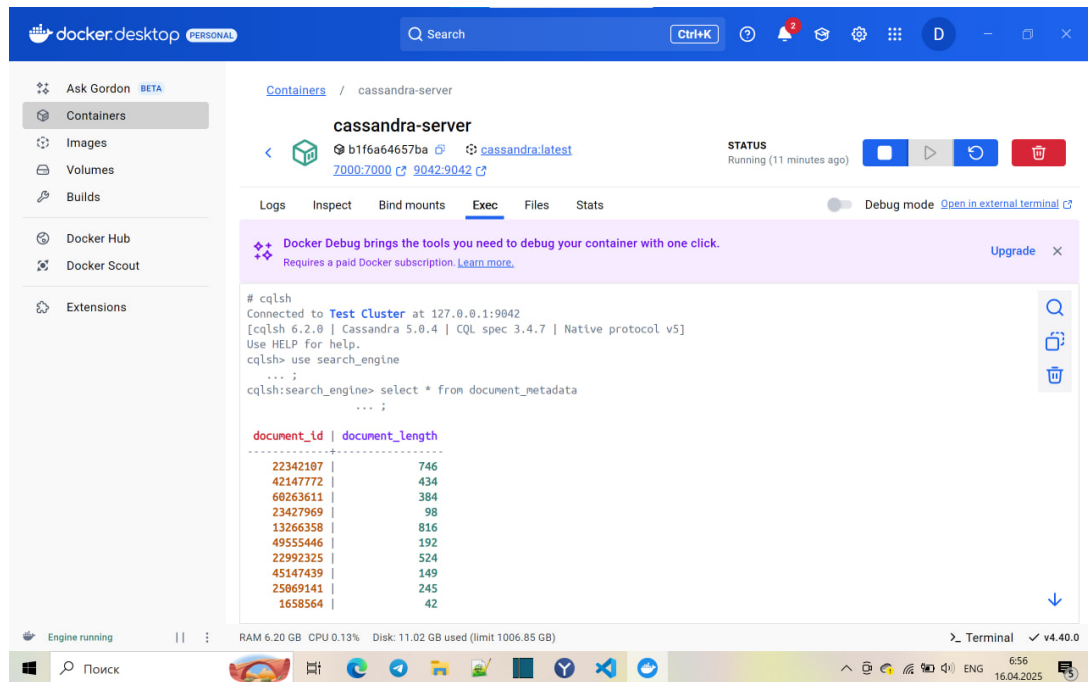 docker.desktop PERSONAL
Search
Ctrl+K
2
D
Ask Gordon BETA
Containers
Images
Volumes
Builds
Docker Hub
Docker Scout
Extensions
Containers / cassandra-server
cassandra-server
b1f6a64657ba cassandra:latest
7000:7000 9042:9042
STATUS
Running (11 minutes ago)
Logs Inspect Bind mounts Exec Files Stats
Debug mode Open in external terminal
Docker Debug brings the tools you need to debug your container with one click.
Requires a paid Docker subscription. Learn more.
Upgrade
# cqlsh
Connected to Test Cluster at 127.0.0.1:9042
[cqlsh 6.2.0 | Cassandra 5.0.4 | CQL spec 3.4.7 | Native protocol v5]
Use HELP for help.
cqlsh> use search_engine
... ;
cqlsh:search_engine> select * from document_metadata
... ;
document_id | document_length
-------------+-----------------
22342107 | 746
42147772 | 434
60263611 | 384
23427969 | 98
13266358 | 816
49555446 | 192
22992325 | 524
45147439 | 149
25069141 | 245
1658564 | 42
Engine running
RAM 6.20 GB CPU 0.13% Disk: 11.02 GB used (limit 1006.85 GB)
>_ Terminal
v4.40.0
Поиск
ENG
6:56
16.04.2025
5